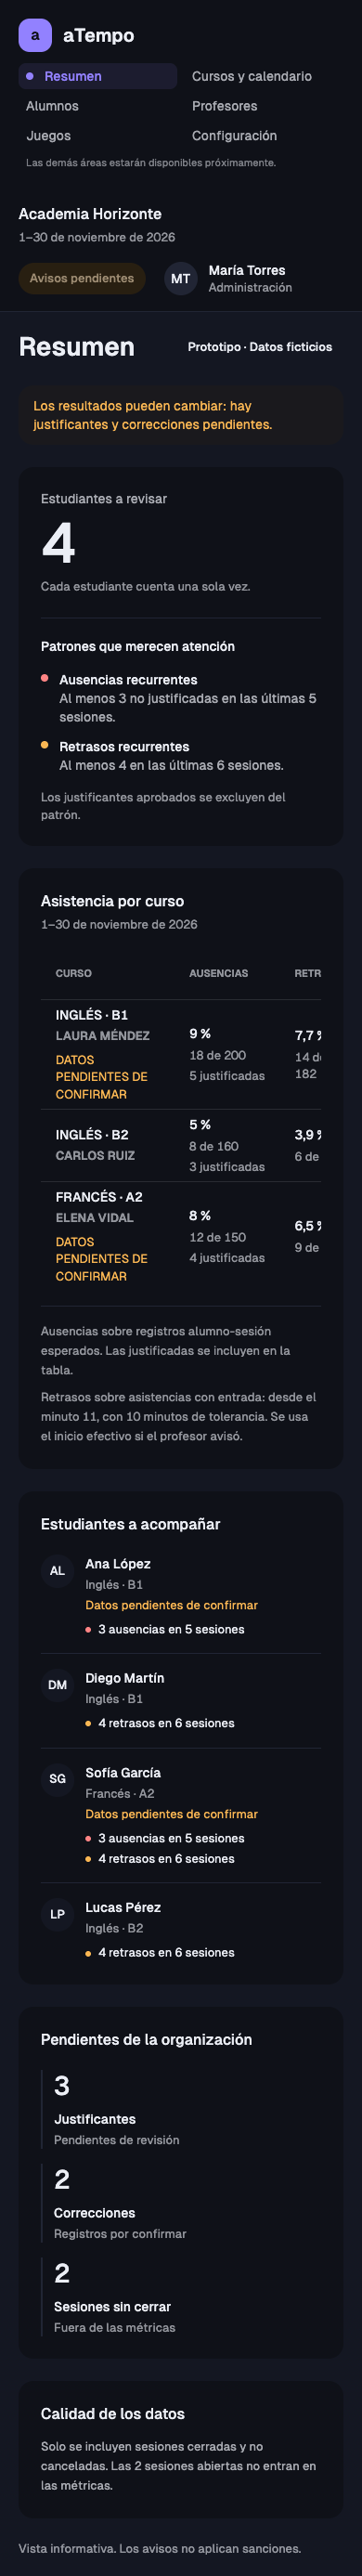 a aTempo
Resumen Cursos y calendario
Alumnos Profesores
Juegos Configuración
Las demás áreas estarán disponibles próximamente.
Academia Horizonte
1–30 de noviembre de 2026
Avisos pendientes MT María Torres
Administración
Resumen Prototipo · Datos ficticios
Los resultados pueden cambiar: hay
justificantes y correcciones pendientes.
Estudiantes a revisar
4
Cada estudiante cuenta una sola vez.
Patrones que merecen atención
Ausencias recurrentes
Al menos 3 no justificadas en las últimas 5
sesiones.
Retrasos recurrentes
Al menos 4 en las últimas 6 sesiones.
Los justificantes aprobados se excluyen del
patrón.
Asistencia por curso
1–30 de noviembre de 2026
CURSO AUSENCIAS RETR
INGLÉS · B1
LAURA MÉNDEZ
DATOS
PENDIENTES DE
CONFIRMAR
9 %
18 de 200
5 justificadas
7,7 %
14 de
182
INGLÉS · B2
CARLOS RUIZ
5 %
8 de 160
3 justificadas
3,9 %
6 de
FRANCÉS · A2
ELENA VIDAL
DATOS
PENDIENTES DE
CONFIRMAR
8 %
12 de 150
4 justificadas
6,5 %
9 de
Ausencias sobre registros alumno-sesión
esperados. Las justificadas se incluyen en la
tabla.
Retrasos sobre asistencias con entrada: desde el
minuto 11, con 10 minutos de tolerancia. Se usa
el inicio efectivo si el profesor avisó.
Estudiantes a acompañar
AL Ana López
Inglés · B1
Datos pendientes de confirmar
3 ausencias en 5 sesiones
DM Diego Martín
Inglés · B1
4 retrasos en 6 sesiones
SG Sofía García
Francés · A2
Datos pendientes de confirmar
3 ausencias en 5 sesiones
4 retrasos en 6 sesiones
LP Lucas Pérez
Inglés · B2
4 retrasos en 6 sesiones
Pendientes de la organización
3
Justificantes
Pendientes de revisión
2
Correcciones
Registros por confirmar
2
Sesiones sin cerrar
Fuera de las métricas
Calidad de los datos
Solo se incluyen sesiones cerradas y no
canceladas. Las 2 sesiones abiertas no entran en
las métricas.
Vista informativa. Los avisos no aplican sanciones.